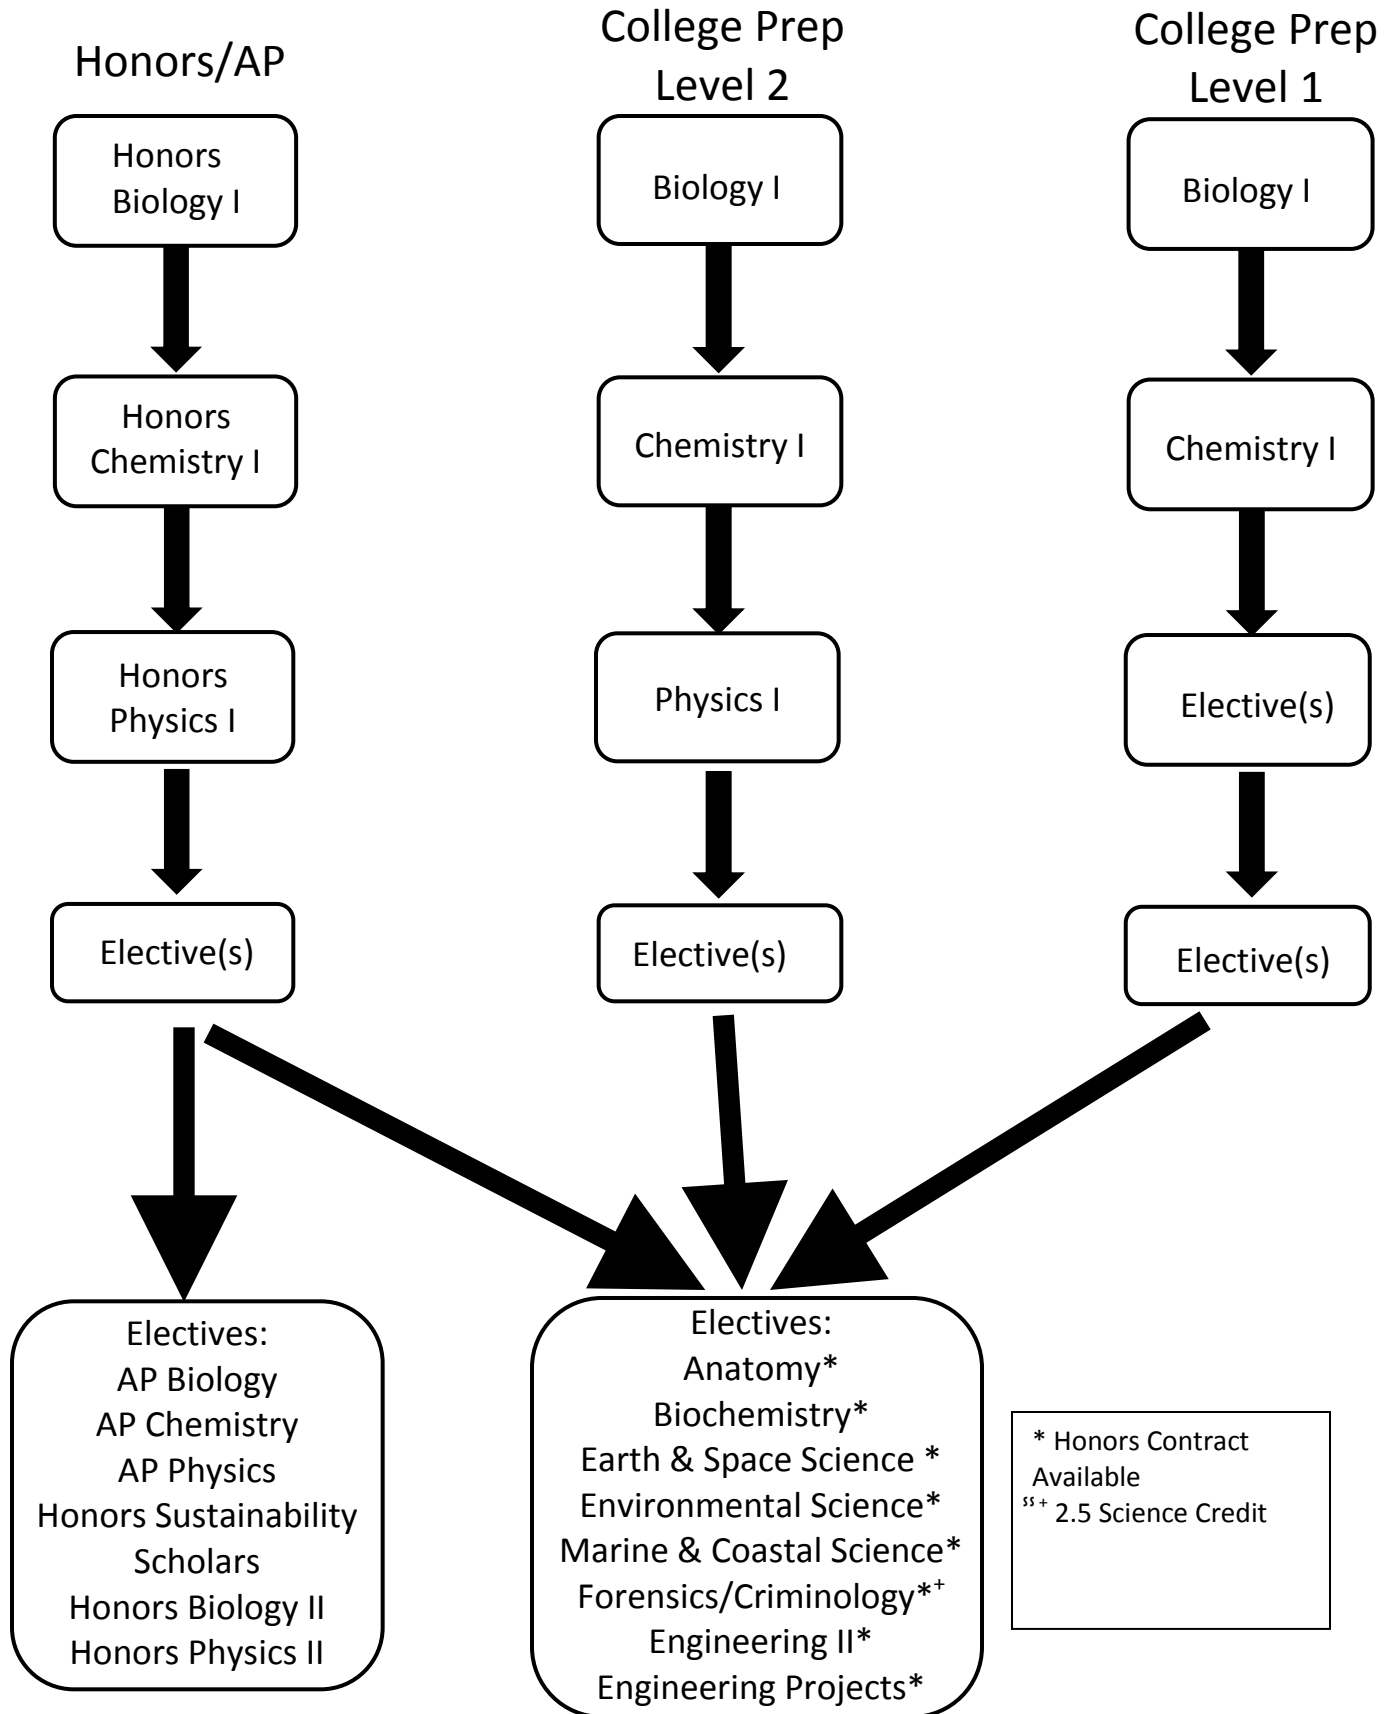 Honors/AP
College Prep
Level 2
College Prep
Level 1
Honors
Biology I
Biology I
Biology I
Honors
Chemistry I
Chemistry I
Chemistry I
Honors
Physics I
Physics I
Elective(s)
Elective(s)
Elective(s)
Elective(s)
Electives:
AP Biology
AP Chemistry
AP Physics
Honors Sustainability
Scholars
Honors Biology II
Honors Physics II
Electives:
Anatomy*
Biochemistry*
Earth & Space Science *
Environmental Science*
Marine & Coastal Science*
Forensics/Criminology*⁺
Engineering II*
Engineering Projects*
* Honors Contract
Available
⁺ 2.5 Science Credit